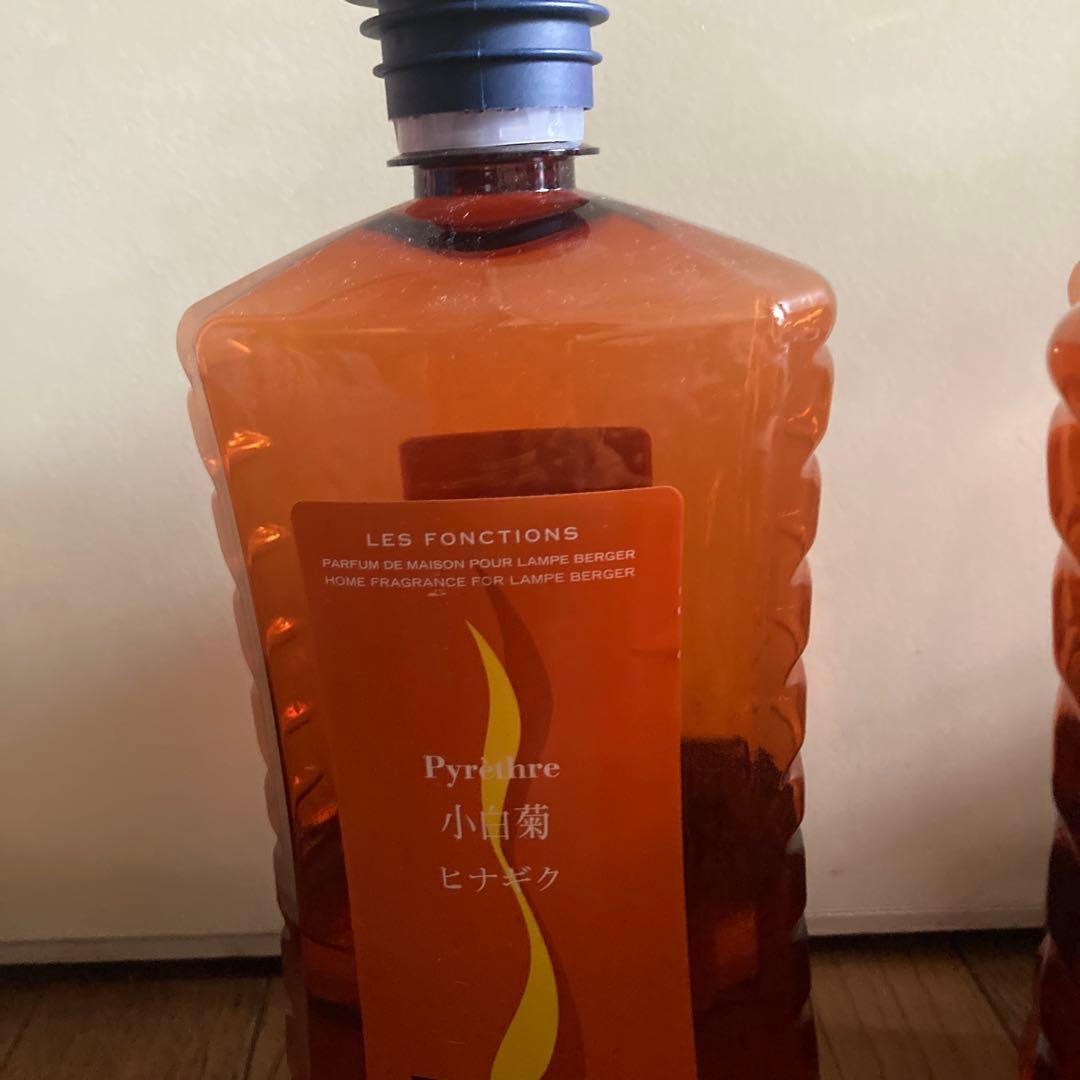 LES FONCTIONS
PARFUM DE MAISON POUR LAMPE BERGER
HOME FRAGRANCE FOR LAMPE BERGER
Pyrèthre
小白菊
ヒナギク